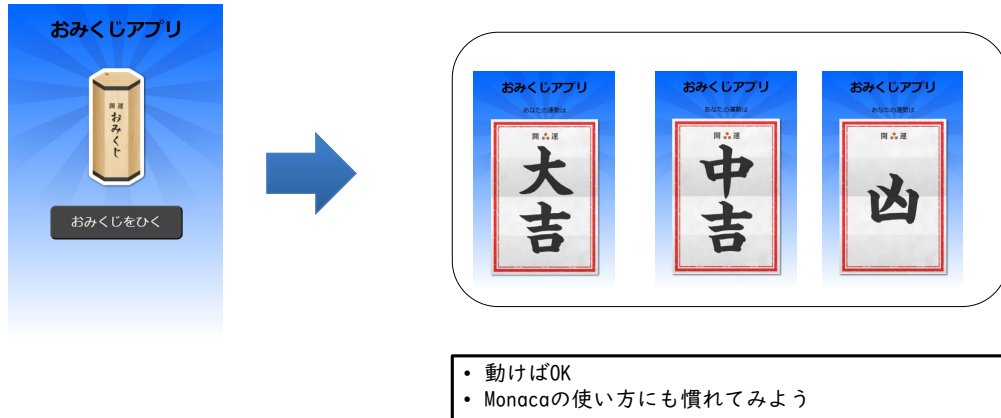 おみくじアプリ
開運
おみくじ
おみくじをひく
おみくじアプリ
あなたの運勢は
開運
大吉
おみくじアプリ
あなたの運勢は
開運
中吉
おみくじアプリ
あなたの運勢は
開運
凶
• 動けばOK
• Monacaの使い方にも慣れてみよう